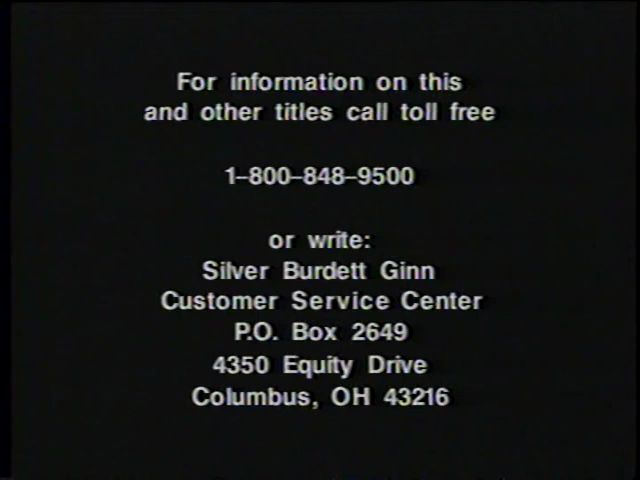 For information on this
and other titles call toll free
1–800–848–9500
or write:
Silver Burdett Ginn
Customer Service Center
P.O. Box 2649
4350 Equity Drive
Columbus, OH 43216